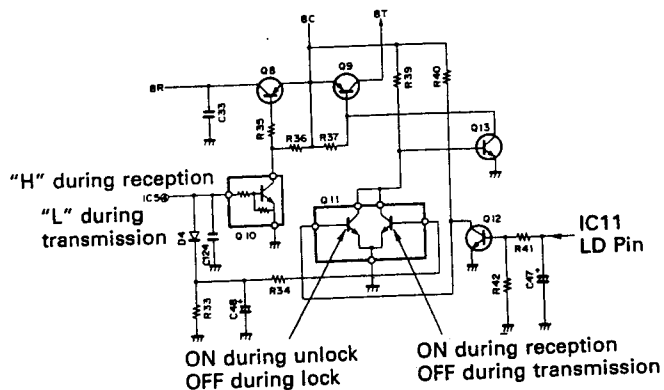 8C
8T
Q8
Q9
R39
R40
8R
C33
R35
R36
R37
Q13
"H" during reception
IC5
"L" during
transmission
Q10
Q11
Q12
IC11
LD Pin
D4
C124
R41
R34
R42
C47
R33
C48
ON during unlock
OFF during lock
ON during reception
OFF during transmission